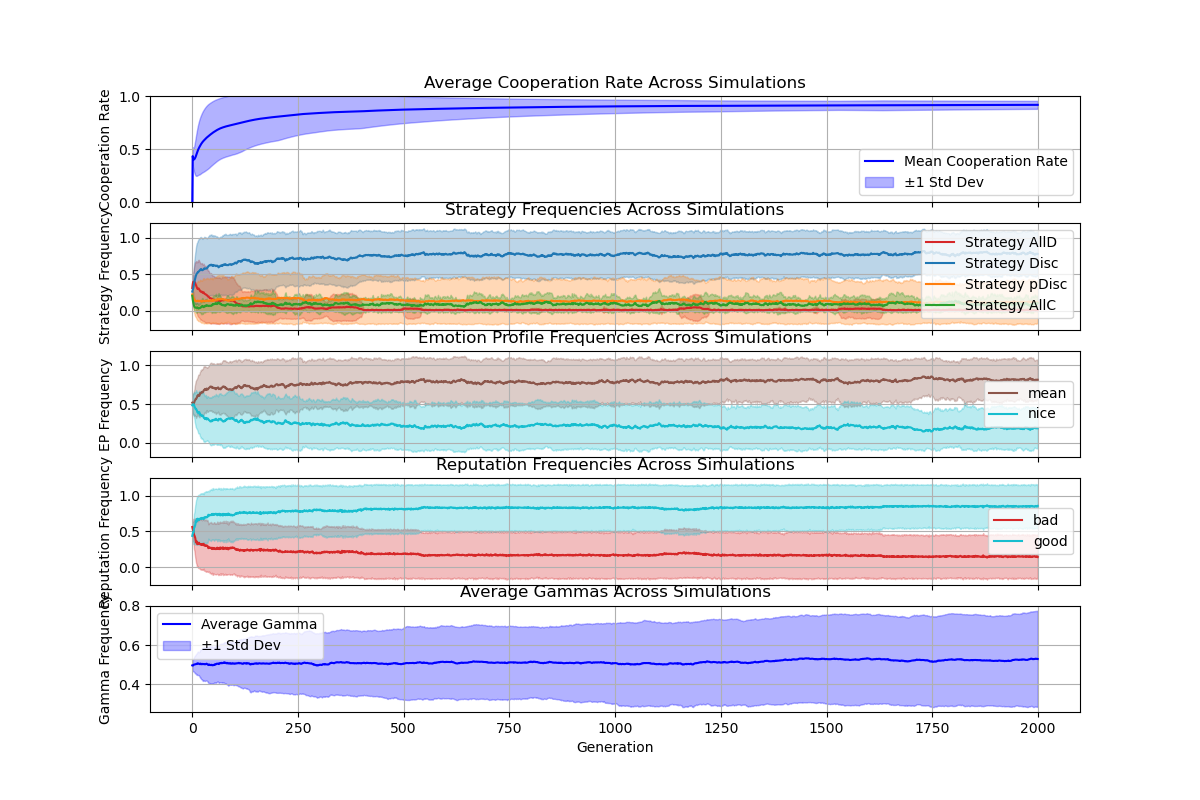 Average Cooperation Rate Across Simulations
Cooperation Rate
1.0
0.5
0.0
Mean Cooperation Rate
±1 Std Dev
Strategy Frequencies Across Simulations
Strategy Frequency
1.0
0.5
0.0
Strategy AllD
Strategy Disc
Strategy pDisc
Strategy AllC
Emotion Profile Frequencies Across Simulations
EP Frequency
1.0
0.5
0.0
mean
nice
Reputation Frequencies Across Simulations
Reputation Frequency
1.0
0.5
0.0
bad
good
Average Gammas Across Simulations
Gamma Frequency
0.8
0.6
0.4
Average Gamma
±1 Std Dev
0 250 500 750 1000 1250 1500 1750 2000
Generation